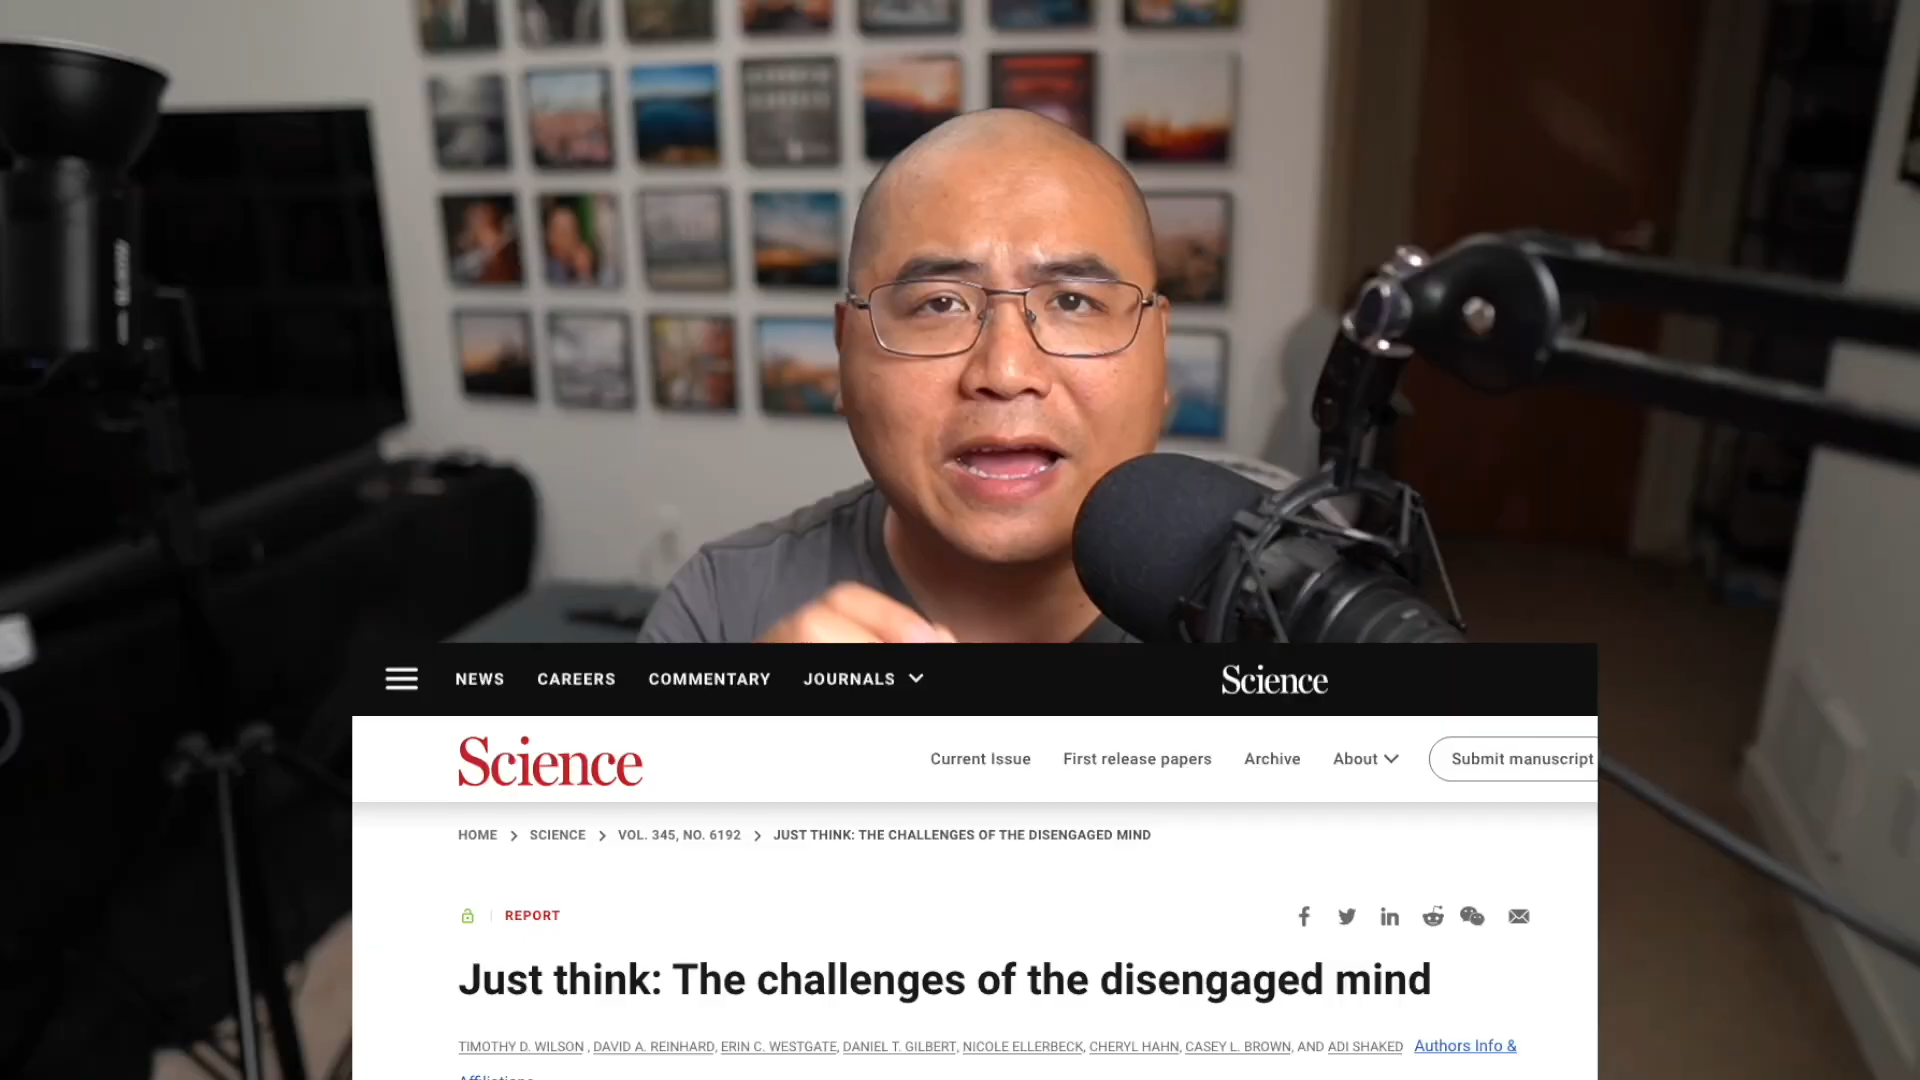 NEWS CAREERS COMMENTARY JOURNALS Science
Science Current Issue First release papers Archive About Submit manuscript
HOME > SCIENCE > VOL. 345, NO. 6192 > JUST THINK: THE CHALLENGES OF THE DISENGAGED MIND
REPORT
Just think: The challenges of the disengaged mind
TIMOTHY D. WILSON, DAVID A. REINHARD, ERIN C. WESTGATE, DANIEL T. GILBERT, NICOLE ELLERBECK, CHERYL HAHN, CASEY L. BROWN, AND ADI SHAKED Authors Info &
Affiliations